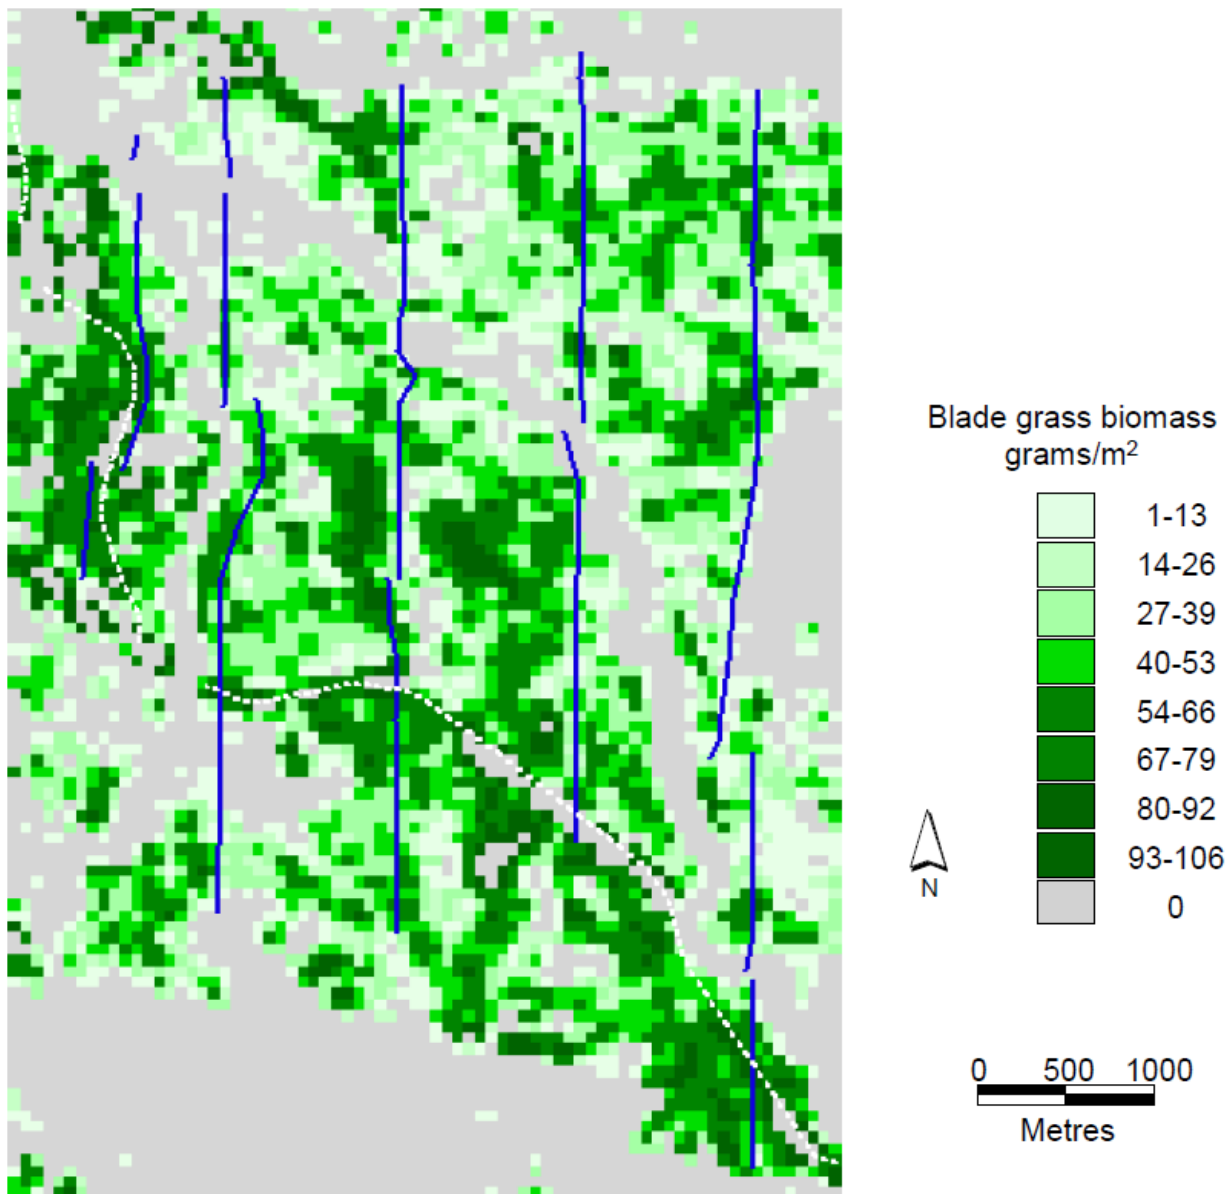 Blade grass biomass
grams/m²
1-13
14-26
27-39
40-53
54-66
67-79
80-92
93-106
0
N
0 500 1000
Metres